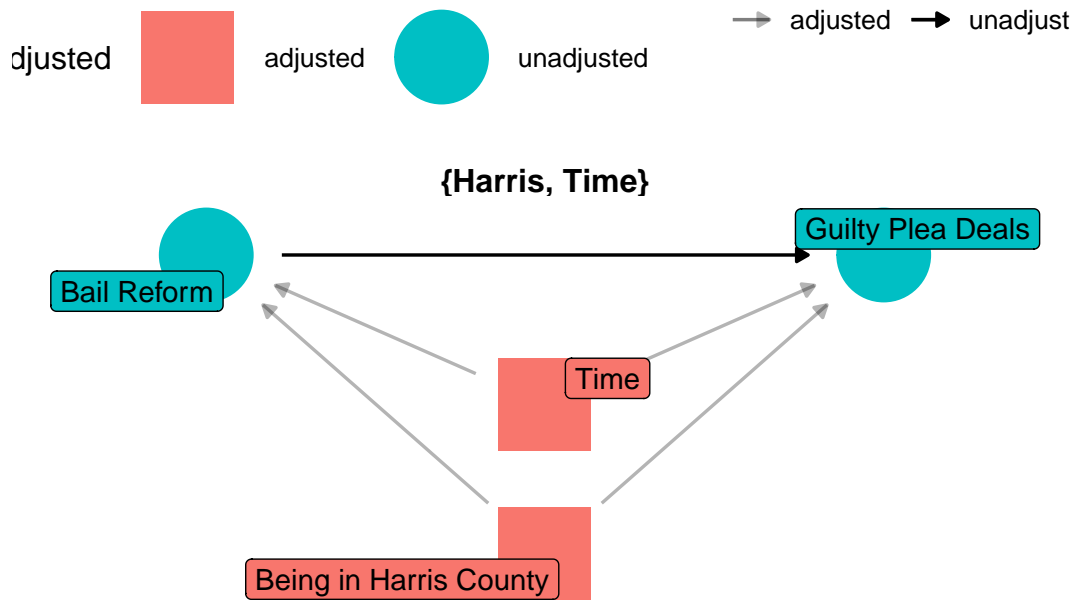 djusted adjusted unadjusted adjusted unadjust
{Harris, Time}
Guilty Plea Deals
Bail Reform
Time
Being in Harris County